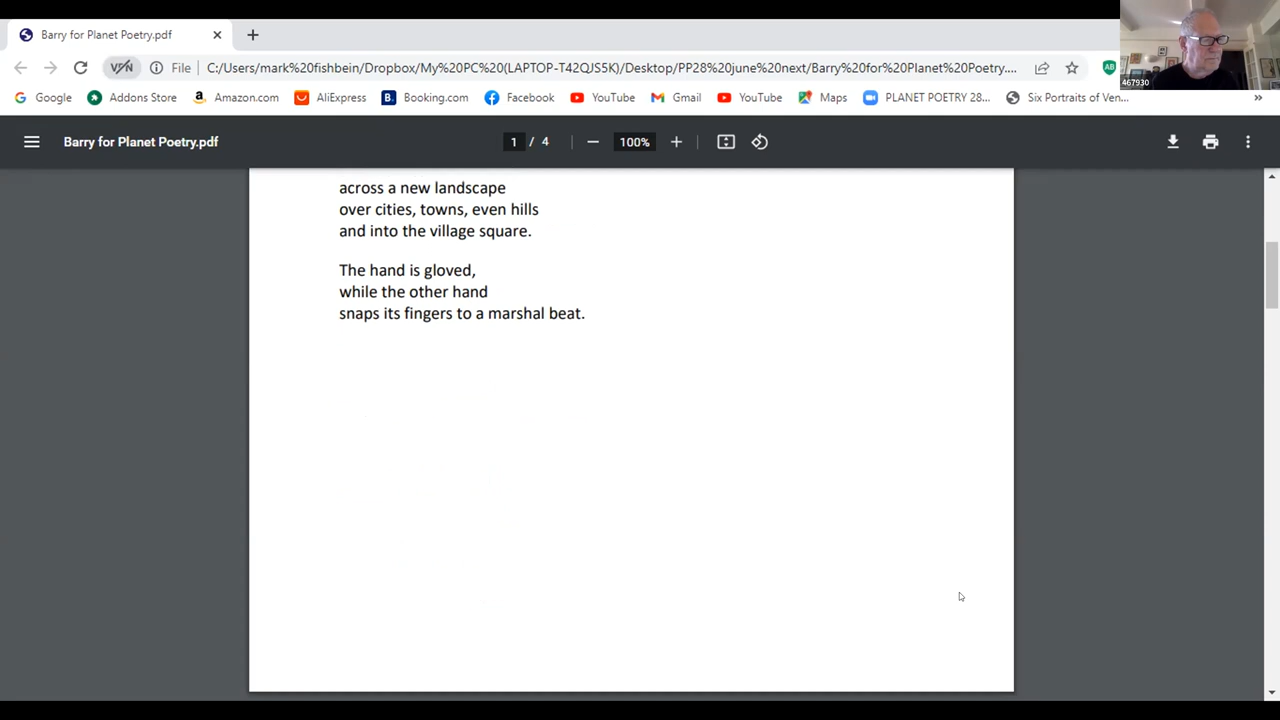 Barry for Planet Poetry.pdf
VPN File C:/Users/mark%20fishbein/Dropbox/My%20PC%20(LAPTOP-T42QJS5K)/Desktop/PP28%20june%20next/Barry%20for%20Planet%20Poetry....
AB
467930
Google Addons Store Amazon.com AliExpress Booking.com Facebook YouTube Gmail YouTube Maps PLANET POETRY 28... Six Portraits of Ven... »
Barry for Planet Poetry.pdf 1 / 4 100%
across a new landscape
over cities, towns, even hills
and into the village square.
The hand is gloved,
while the other hand
snaps its fingers to a marshal beat.